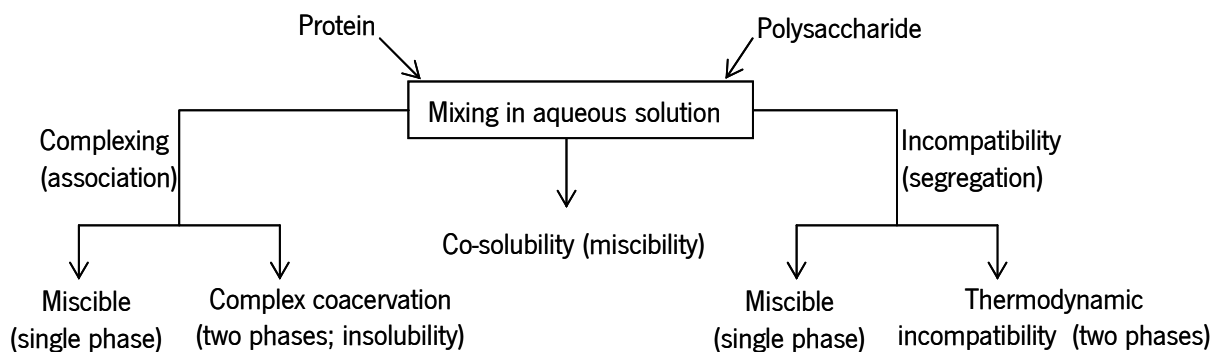 Protein
Polysaccharide
Mixing in aqueous solution
Complexing
(association)
Incompatibility
(segregation)
Co-solubility (miscibility)
Miscible
(single phase)
Complex coacervation
(two phases; insolubility)
Miscible
(single phase)
Thermodynamic
incompatibility (two phases)